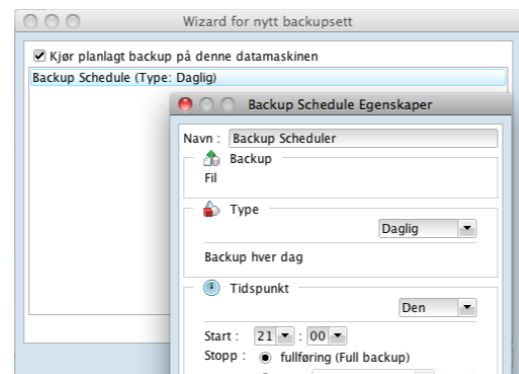 Wizard for nytt backupsett
Kjør planlagt backup på denne datamaskinen
Backup Schedule (Type: Daglig)
Backup Schedule Egenskaper
Navn : Backup Scheduler
Backup
Fil
Type
Daglig
Backup hver dag
Tidspunkt
Den
Start : 21 : 00
Stopp : fullføring (Full backup)